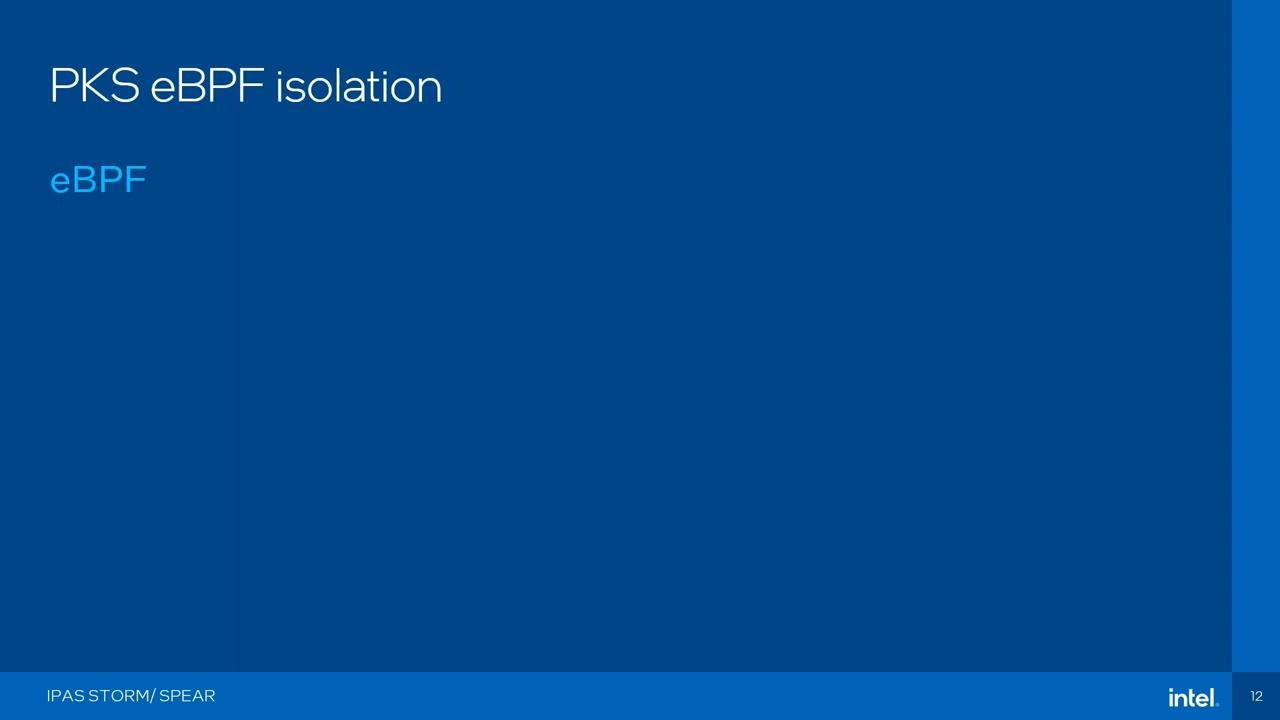 PKS eBPF isolation
eBPF
IPAS STORM/ SPEAR
intel.
12